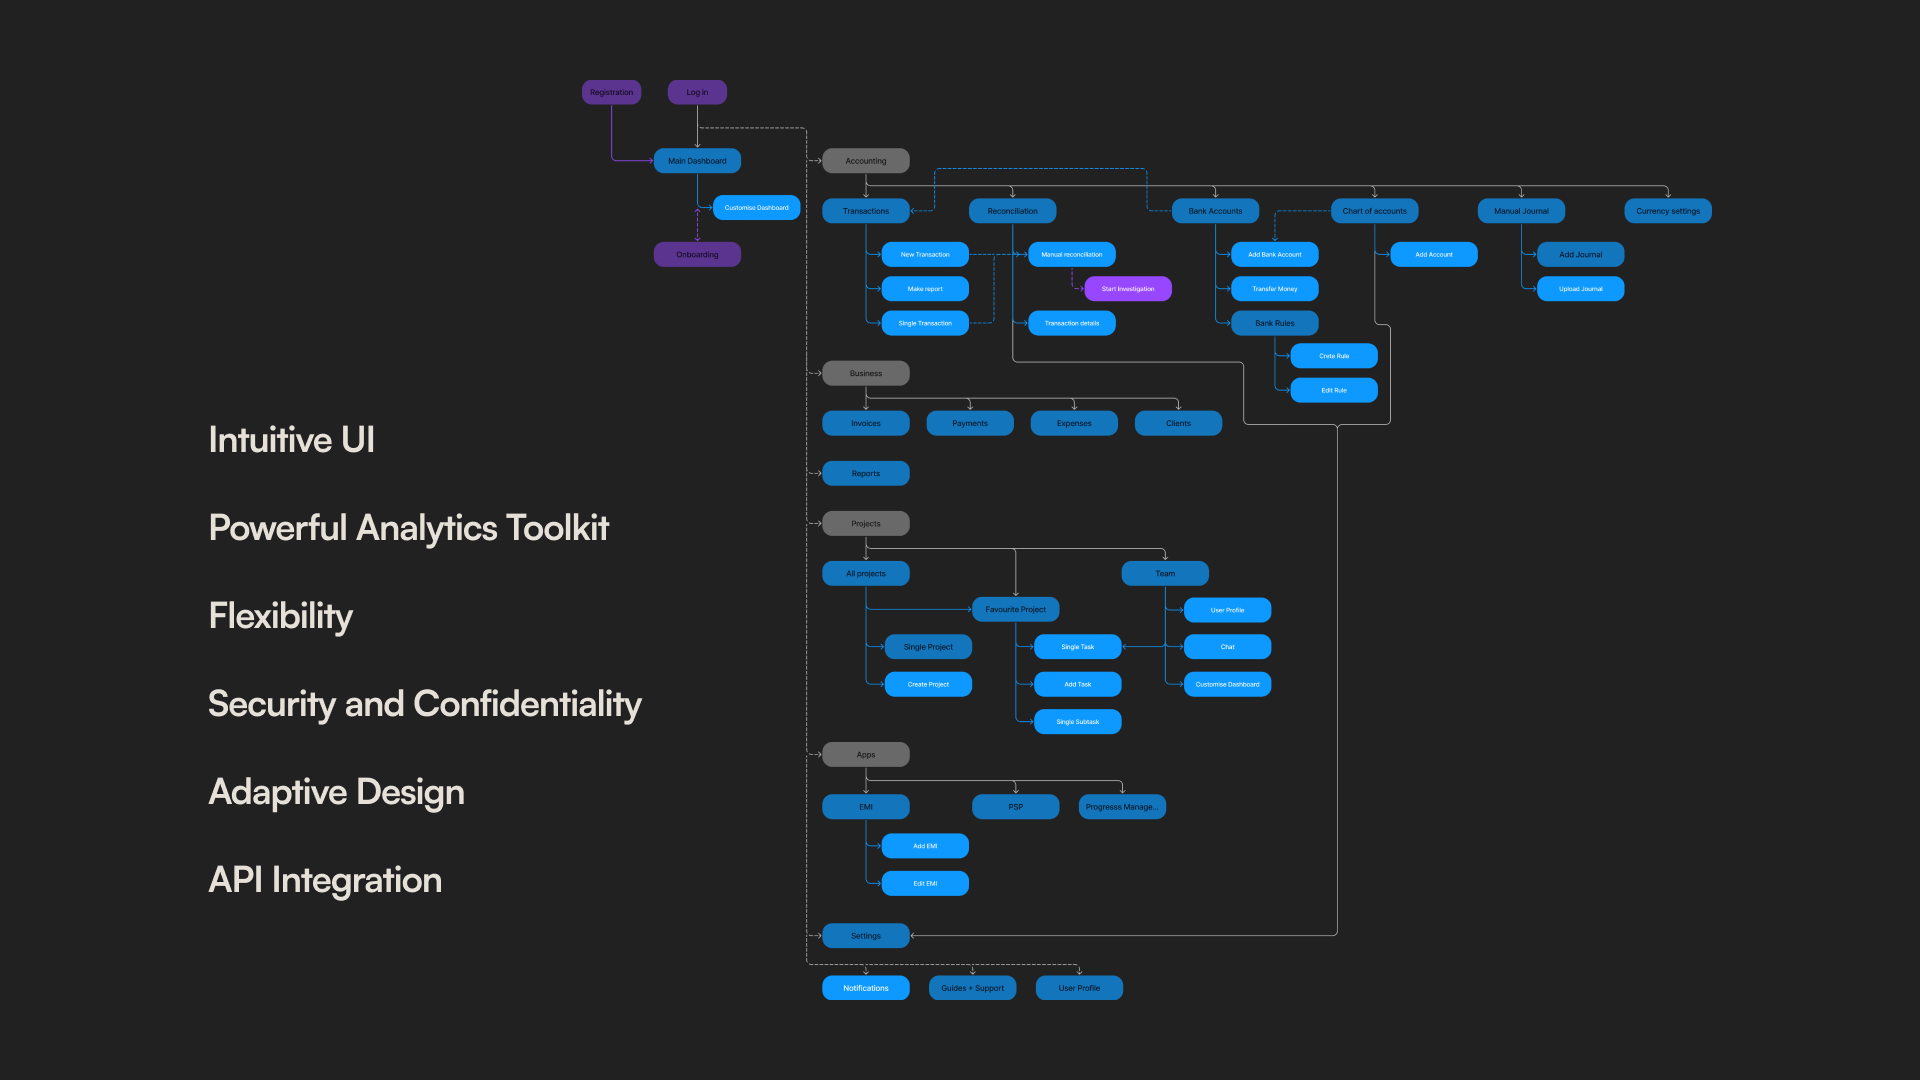 Registration
Log in
Main Dashboard
Customise Dashboard
Onboarding
Accounting
Transactions
Reconciliation
Bank Accounts
Chart of accounts
Manual Journal
Currency settings
New Transaction
Manual reconciliation
Add Bank Account
Add Account
Add Journal
Make report
Start Investigation
Transfer Money
Upload Journal
Single Transaction
Transaction details
Bank Rules
Crete Rule
Edit Rule
Business
Invoices
Payments
Expenses
Clients
Reports
Projects
All projects
Team
Favourite Project
User Profile
Single Project
Single Task
Chat
Create Project
Add Task
Customise Dashboard
Single Subtask
Apps
EMI
PSP
Progresss Manage...
Add EMI
Edit EMI
Settings
Notifications
Guides + Support
User Profile
Intuitive UI
Powerful Analytics Toolkit
Flexibility
Security and Confidentiality
Adaptive Design
API Integration